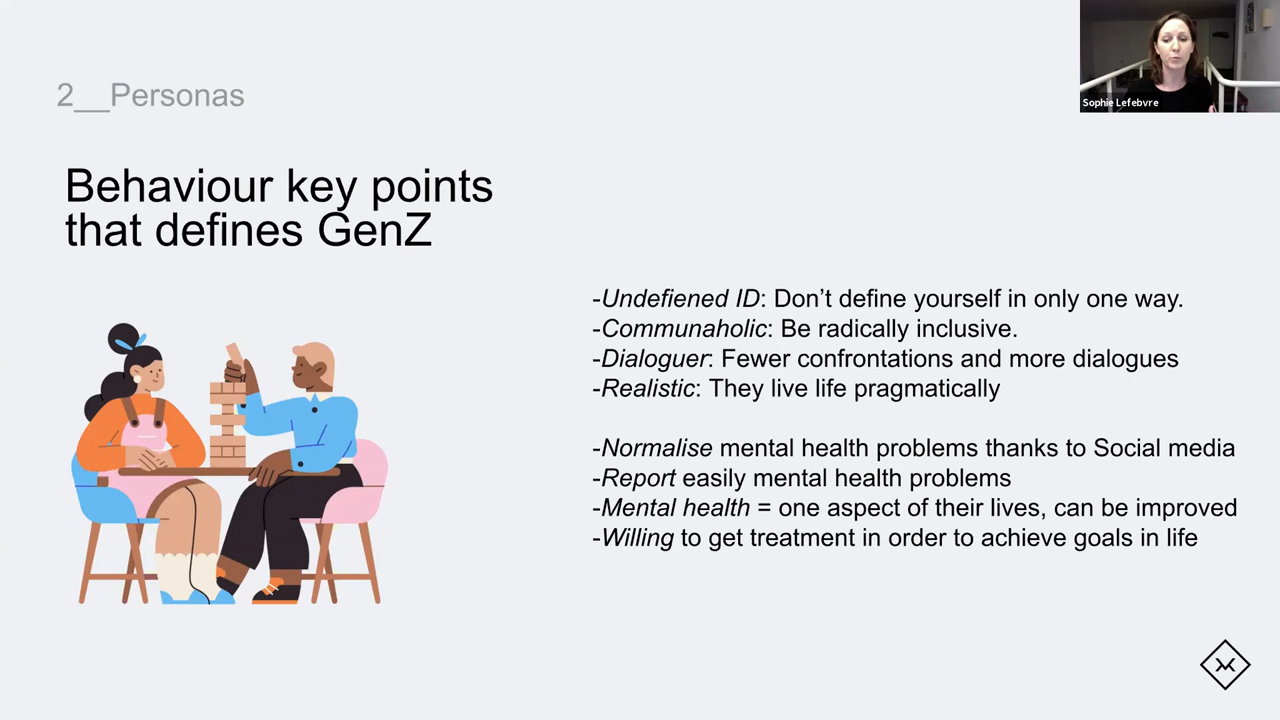 2__Personas
Sophie Lefebvre
Behaviour key points
that defines GenZ
-Undefiened ID: Don’t define yourself in only one way.
-Communaholic: Be radically inclusive.
-Dialoguer: Fewer confrontations and more dialogues
-Realistic: They live life pragmatically
-Normalise mental health problems thanks to Social media
-Report easily mental health problems
-Mental health = one aspect of their lives, can be improved
-Willing to get treatment in order to achieve goals in life